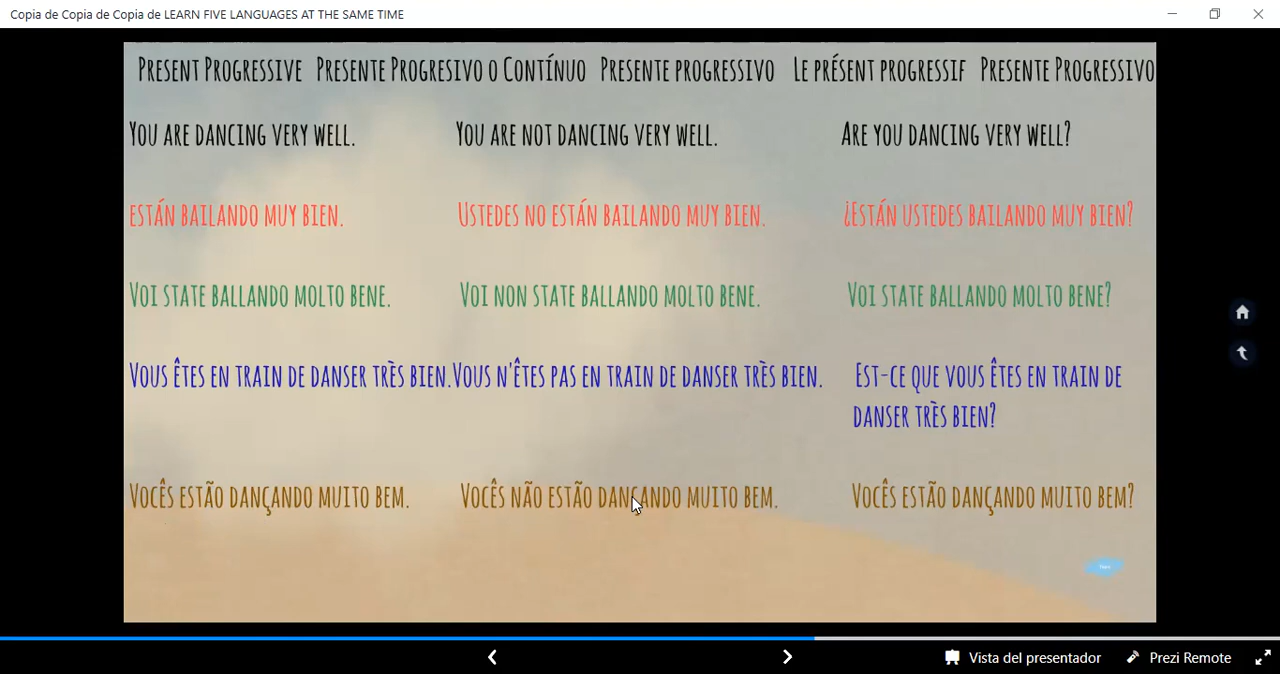 Copia de Copia de Copia de LEARN FIVE LANGUAGES AT THE SAME TIME
Present Progressive Presente Progresivo o Contínuo Presente progressivo Le présent progressif Presente Progressivo
You are dancing very well. You are not dancing very well. Are you dancing very well?
están bailando muy bien. Ustedes no están bailando muy bien. ¿Están ustedes bailando muy bien?
Voi state ballando molto bene. Voi non state ballando molto bene. Voi state ballando molto bene?
Vous êtes en train de danser très bien. Vous n'êtes pas en train de danser très bien. Est-ce que vous êtes en train de
danser très bien?
Vocês estão dançando muito bem. Vocês não estão dançando muito bem. Vocês estão dançando muito bem?
Vista del presentador Prezi Remote